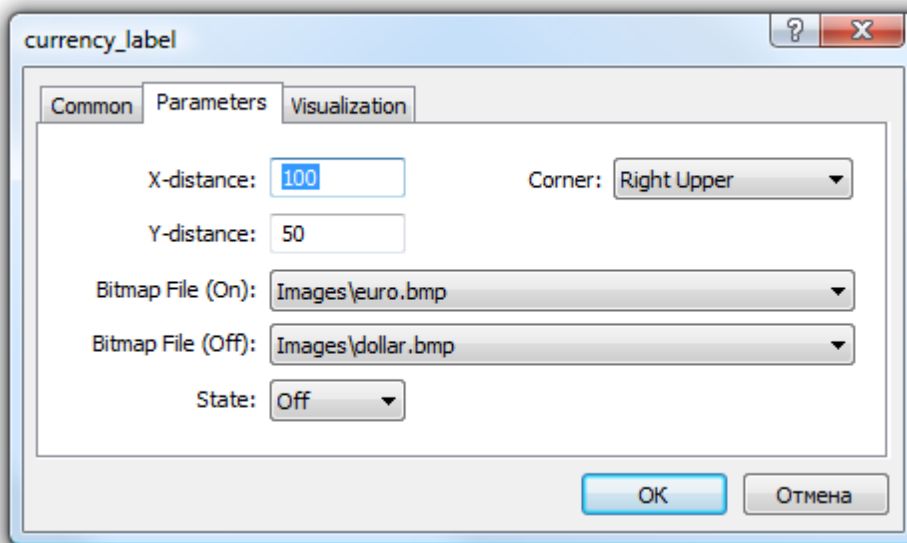 currency_label
Common Parameters Visualization
X-distance: 100 Corner: Right Upper
Y-distance: 50
Bitmap File (On): Images\euro.bmp
Bitmap File (Off): Images\dollar.bmp
State: Off
OK Отмена